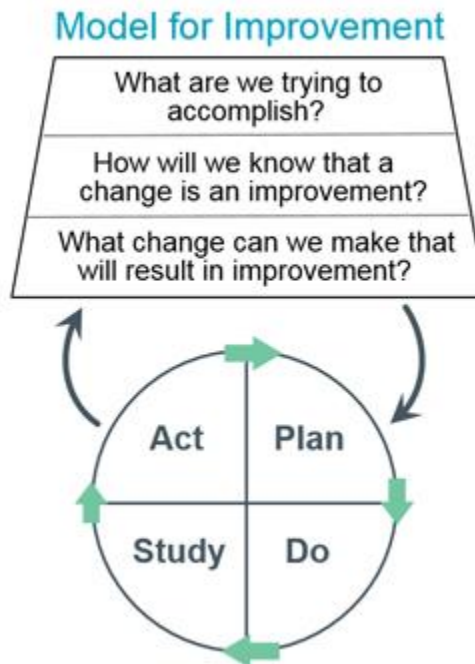 Model for Improvement
What are we trying to
accomplish?
How will we know that a
change is an improvement?
What change can we make that
will result in improvement?
Act
Plan
Study
Do